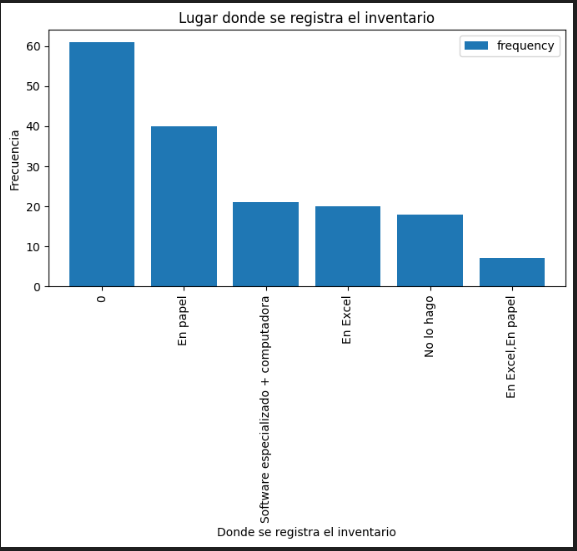 Lugar donde se registra el inventario
frequency
Frecuencia
60
50
40
30
20
10
0
0
En papel
Software especializado + computadora
En Excel
No lo hago
En Excel,En papel
Donde se registra el inventario